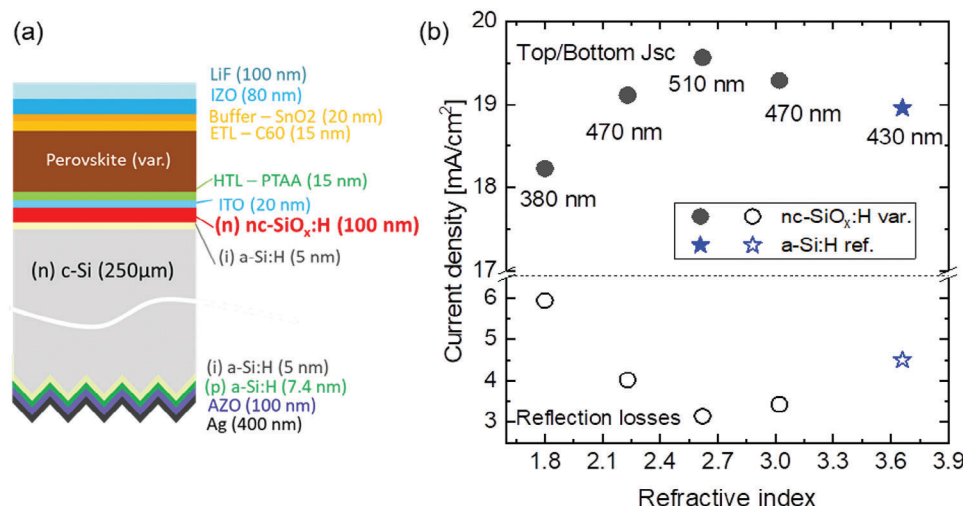 (a)
LiF (100 nm)
IZO (80 nm)
Buffer – SnO2 (20 nm)
ETL – C60 (15 nm)
Perovskite (var.)
HTL – PTAA (15 nm)
ITO (20 nm)
(n) nc-SiOₓ:H (100 nm)
(i) a-Si:H (5 nm)
(n) c-Si (250µm)
(i) a-Si:H (5 nm)
(p) a-Si:H (7.4 nm)
AZO (100 nm)
Ag (400 nm)
(b)
Current density [mA/cm²]
20
19
18
17
6
5
4
3
Top/Bottom Jsc
510 nm
470 nm
470 nm
430 nm
380 nm
nc-SiOₓ:H var.
a-Si:H ref.
Reflection losses
1.8 2.1 2.4 2.7 3.0 3.3 3.6 3.9
Refractive index